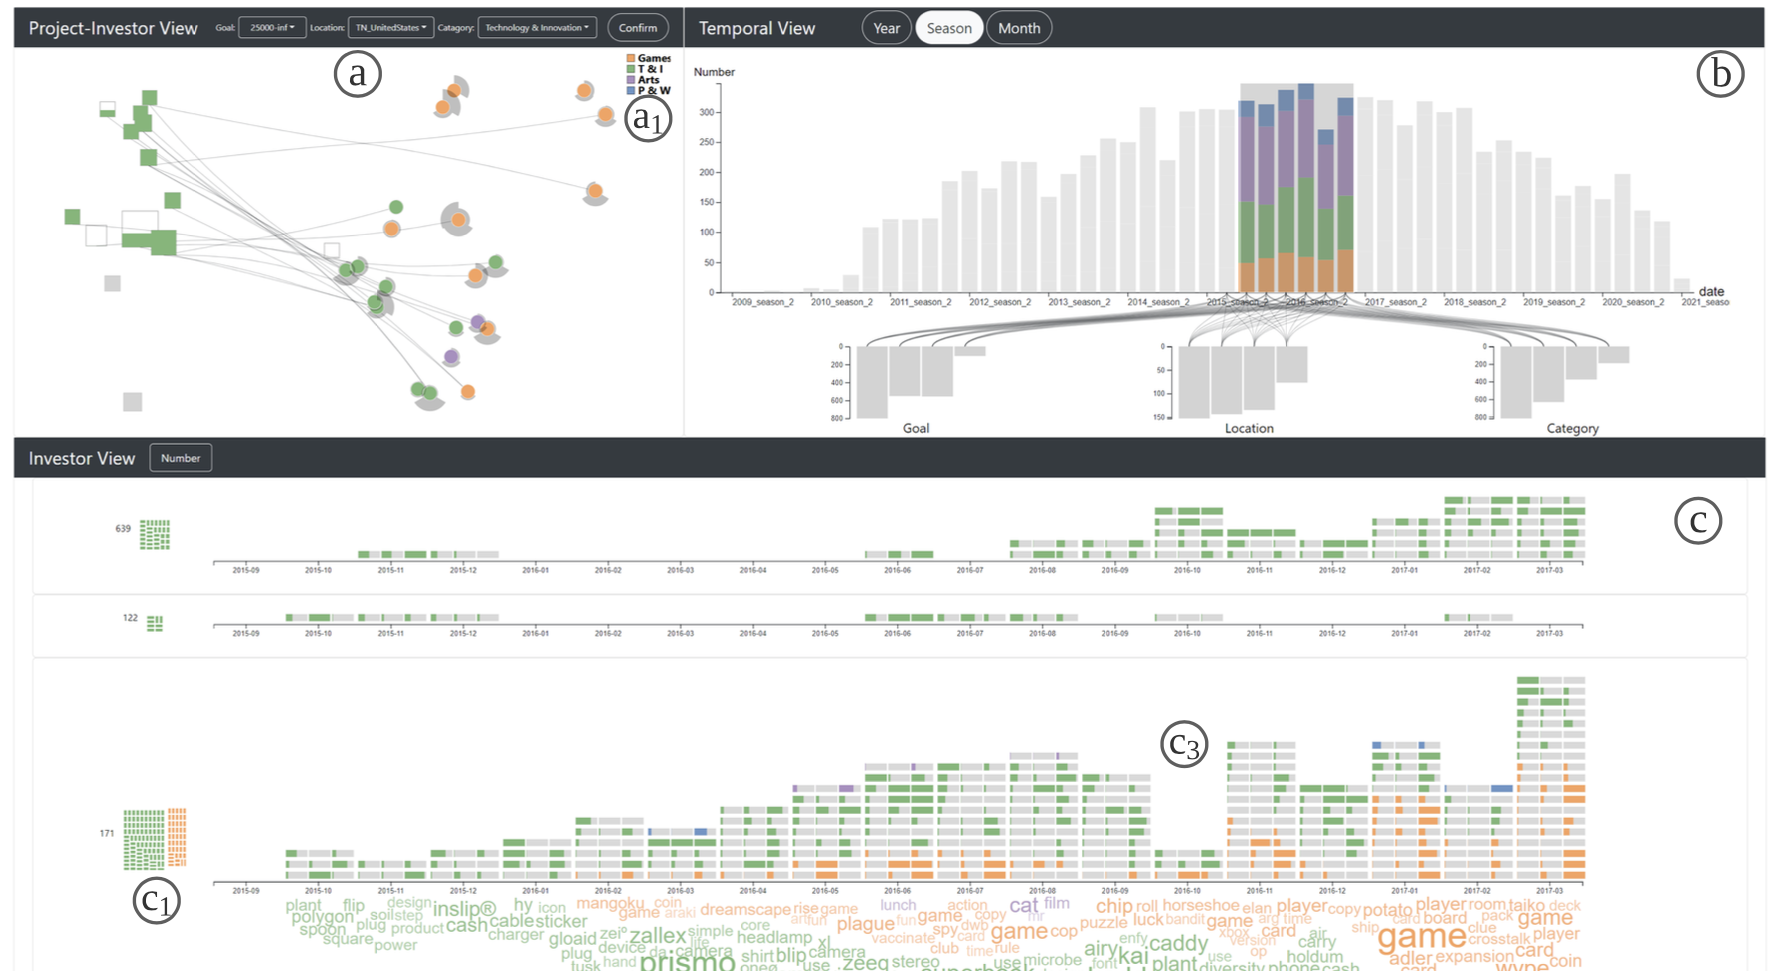 Project-Investor View Goal: 25000-inf Location: TN_UnitedStates Catagory: Technology & Innovation Confirm
Temporal View Year Season Month
a
Games
T & I
Arts
P & W
a1
b
Number
300
250
200
150
100
50
0
2009_season_2 2010_season_2 2011_season_2 2012_season_2 2013_season_2 2014_season_2 2015_season_2 2016_season_2 2017_season_2 2018_season_2 2019_season_2 2020_season_2 2021_seaso
date
0
200
400
600
800
Goal
0
50
100
150
Location
0
200
400
600
800
Category
Investor View Number
c
639
2015-09 2015-10 2015-11 2015-12 2016-01 2016-02 2016-03 2016-04 2016-05 2016-06 2016-07 2016-08 2016-09 2016-10 2016-11 2016-12 2017-01 2017-02 2017-03
122
2015-09 2015-10 2015-11 2015-12 2016-01 2016-02 2016-03 2016-04 2016-05 2016-06 2016-07 2016-08 2016-09 2016-10 2016-11 2016-12 2017-01 2017-02 2017-03
c3
171
c1
2015-09 2015-10 2015-11 2015-12 2016-01 2016-02 2016-03 2016-04 2016-05 2016-06 2016-07 2016-08 2016-09 2016-10 2016-11 2016-12 2017-01 2017-02 2017-03
plant flip design inslip® hy icon mangoku coin dreamscape rise game lunch action cat film chip roll horseshoe elan player copy potato player room taiko deck
polygon soil step cash cable sticker game araki artfun plague fun game copy mr puzzle luck bandit game arg time card board pack game
spoon plug product charger gloaid zei° zallex simple core headlamp spy dwb game cop xbox card air ship game clue player
square power plug device life xl vaccinate card enfy caddy version carry crosstalk
da camera shirt blip camera club time rule airy kai op holdum adler expansion card
tusk hand prismo use zeeq stereo use microbe font plant use diversity phone cash coin